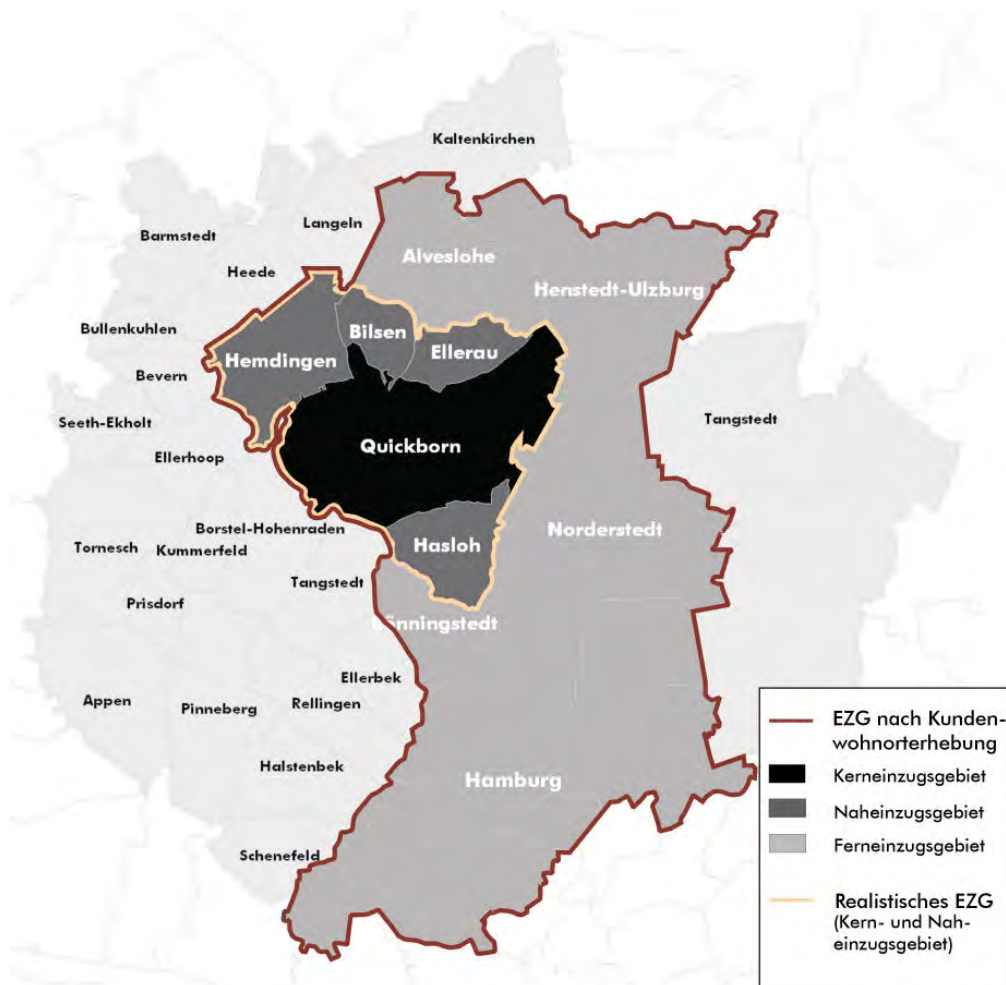 Kaltenkirchen
Langeln
Barmstedt
Alveslohe
Heede
Henstedt-Ulzburg
Bullenkuhlen
Bilsen
Ellerau
Hemdingen
Bevern
Tangstedt
Seeth-Ekholt
Quickborn
Ellerhoop
Borstel-Hohenraden
Norderstedt
Tornesch
Kummerfeld
Hasloh
Tangstedt
Prisdorf
Ellerbek
Appen
Pinneberg
Rellingen
Halstenbek
Hamburg
Schenefeld
EZG nach Kunden-
wohnorterhebung
Kerneinzugsgebiet
Naheinzugsgebiet
Ferneinzugsgebiet
Realistisches EZG
(Kern- und Nah-
einzugsgebiet)